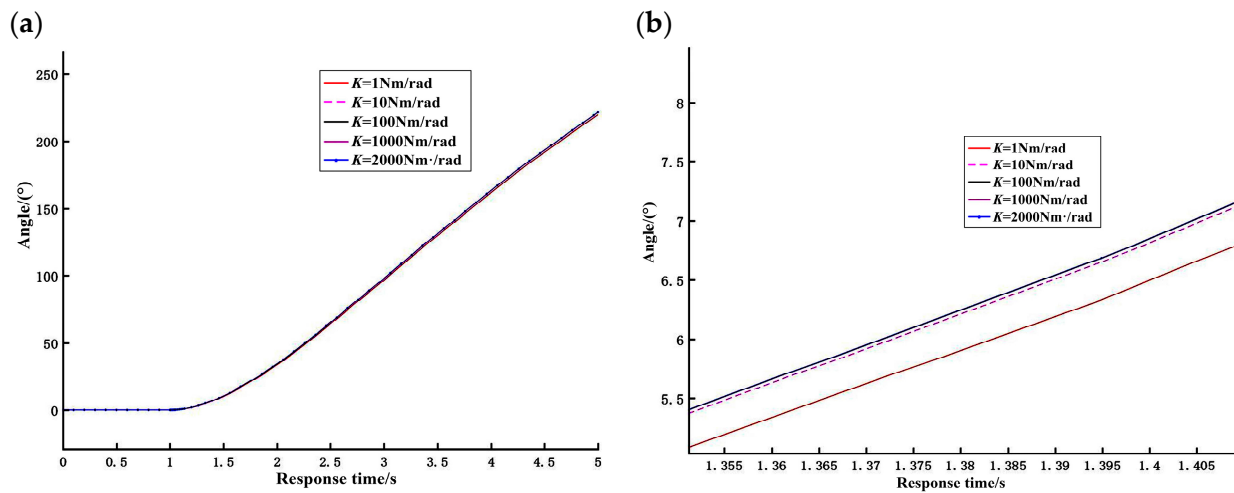 (a)
250
200
150
100
50
0
Angle/(°)
K=1Nm/rad
K=10Nm/rad
K=100Nm/rad
K=1000Nm/rad
K=2000Nm·/rad
0 0.5 1 1.5 2 2.5 3 3.5 4 4.5 5
Response time/s
(b)
8
7.5
7
6.5
6
5.5
Angle/(°)
K=1Nm/rad
K=10Nm/rad
K=100Nm/rad
K=1000Nm/rad
K=2000Nm·/rad
1.355 1.36 1.365 1.37 1.375 1.38 1.385 1.39 1.395 1.4 1.405
Response time/s